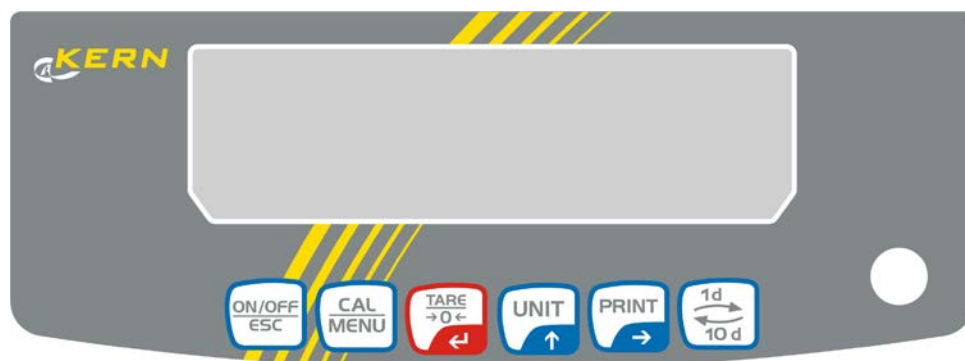 KERN
ON/OFF
ESC
CAL
MENU
TARE
→0←
UNIT
PRINT
1d
10 d